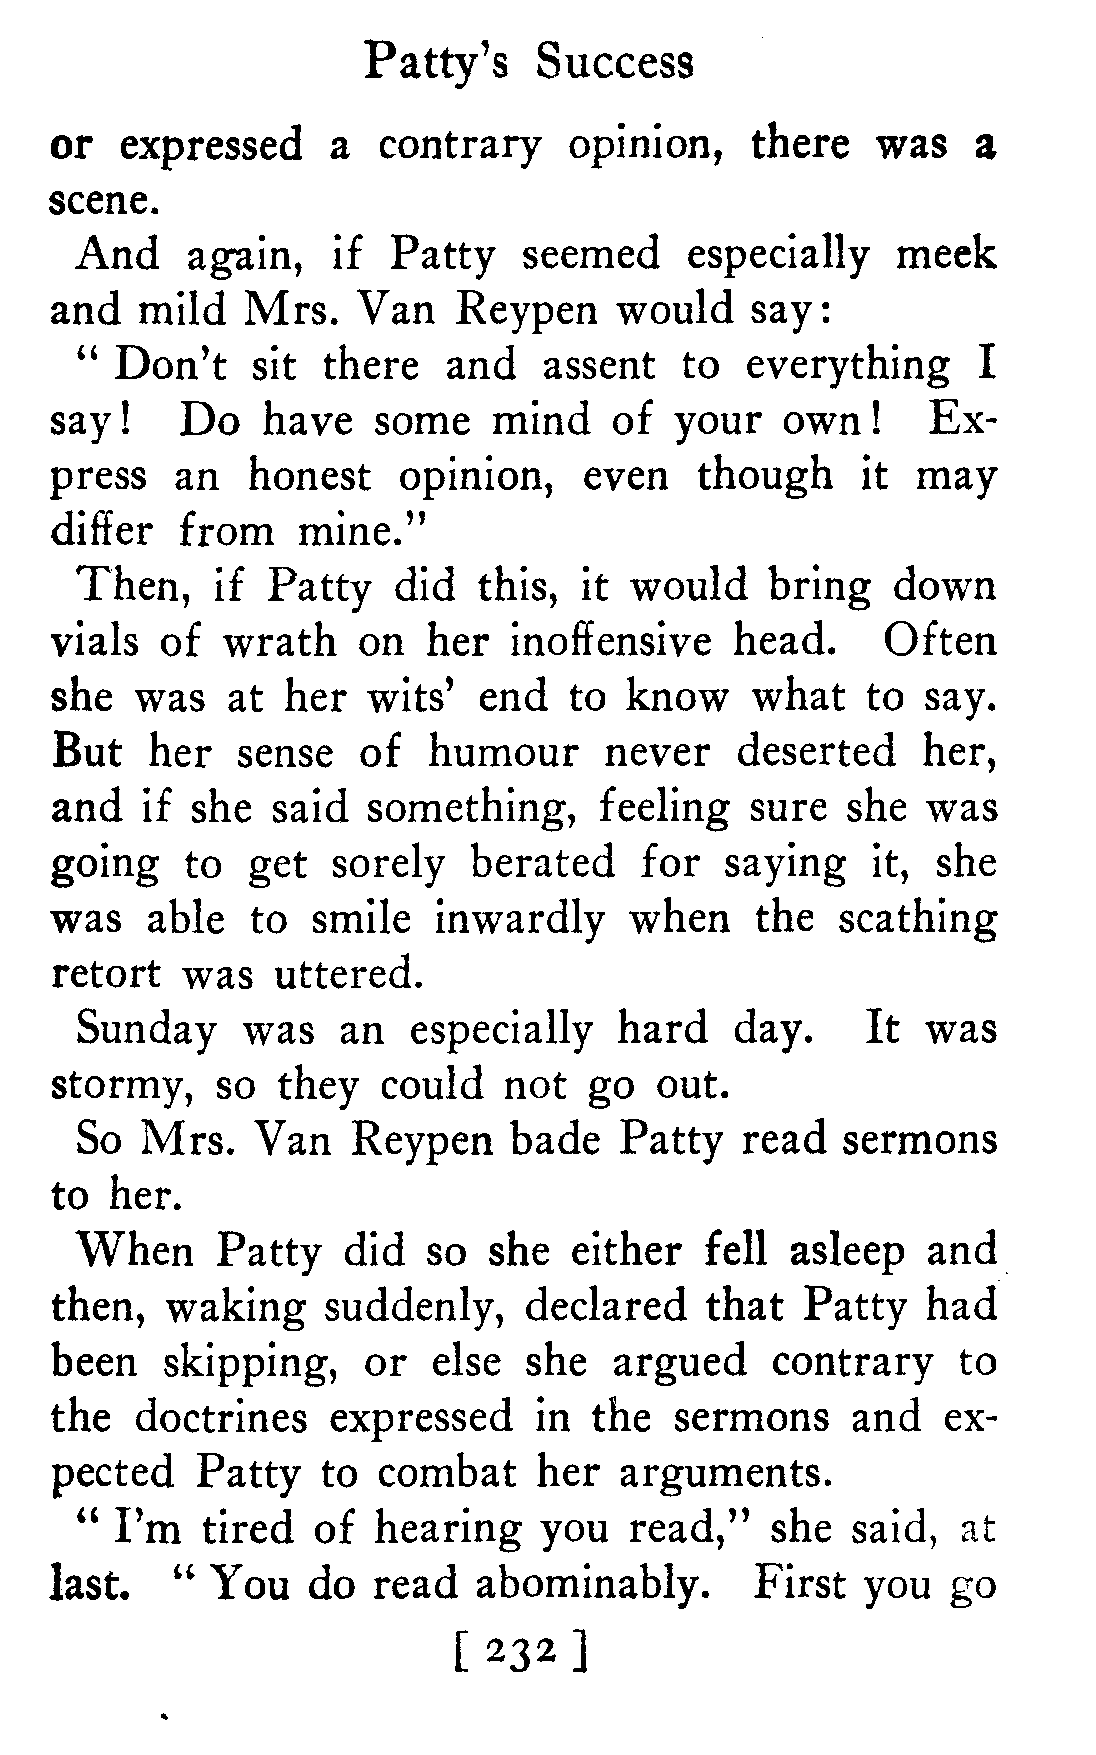 Patty's Success
or expressed a contrary opinion, there was a
scene.
And again, if Patty seemed especially meek
and mild Mrs. Van Reypen would say:
" Don't sit there and assent to everything I
say! Do have some mind of your own! Ex-
press an honest opinion, even though it may
differ from mine."
Then, if Patty did this, it would bring down
vials of wrath on her inoffensive head. Often
she was at her wits' end to know what to say.
But her sense of humour never deserted her,
and if she said something, feeling sure she was
going to get sorely berated for saying it, she
was able to smile inwardly when the scathing
retort was uttered.
Sunday was an especially hard day. It was
stormy, so they could not go out.
So Mrs. Van Reypen bade Patty read sermons
to her.
When Patty did so she either fell asleep and
then, waking suddenly, declared that Patty had
been skipping, or else she argued contrary to
the doctrines expressed in the sermons and ex-
pected Patty to combat her arguments.
" I'm tired of hearing you read," she said, at
last. " You do read abominably. First you go
[ 232 ]